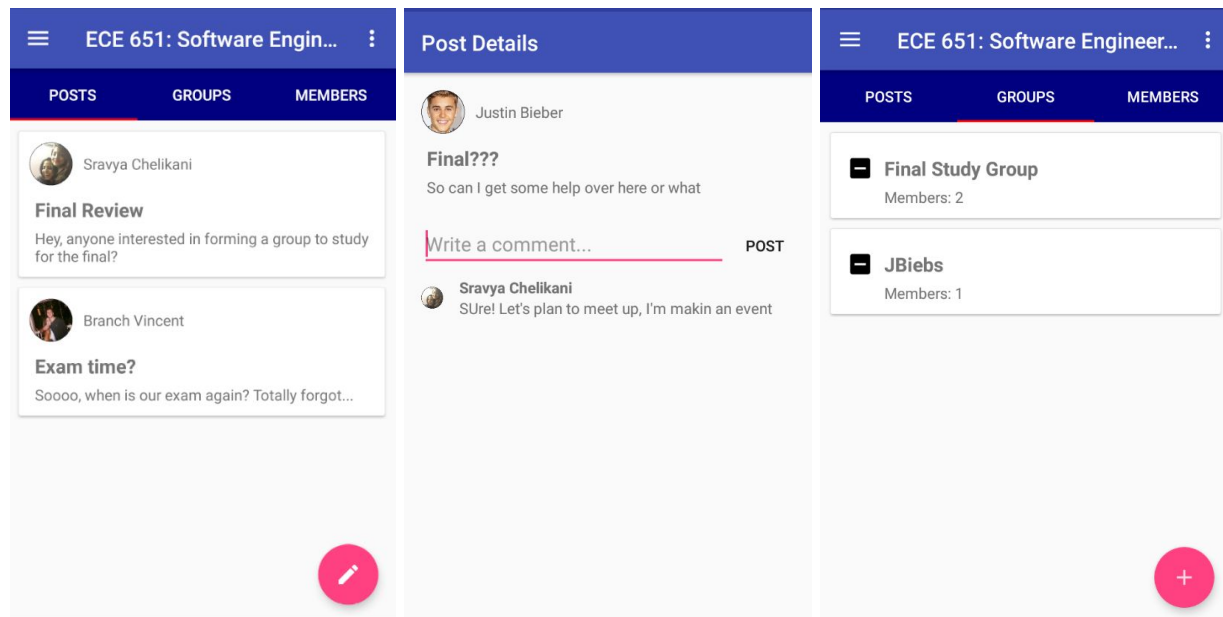 ECE 651: Software Engin...
POSTS GROUPS MEMBERS
Sravya Chelikani
Final Review
Hey, anyone interested in forming a group to study
for the final?
Branch Vincent
Exam time?
Soooo, when is our exam again? Totally forgot...
Post Details
Justin Bieber
Final???
So can I get some help over here or what
Write a comment... POST
Sravya Chelikani
SUre! Let's plan to meet up, I'm makin an event
ECE 651: Software Engineer...
POSTS GROUPS MEMBERS
Final Study Group
Members: 2
JBiebs
Members: 1